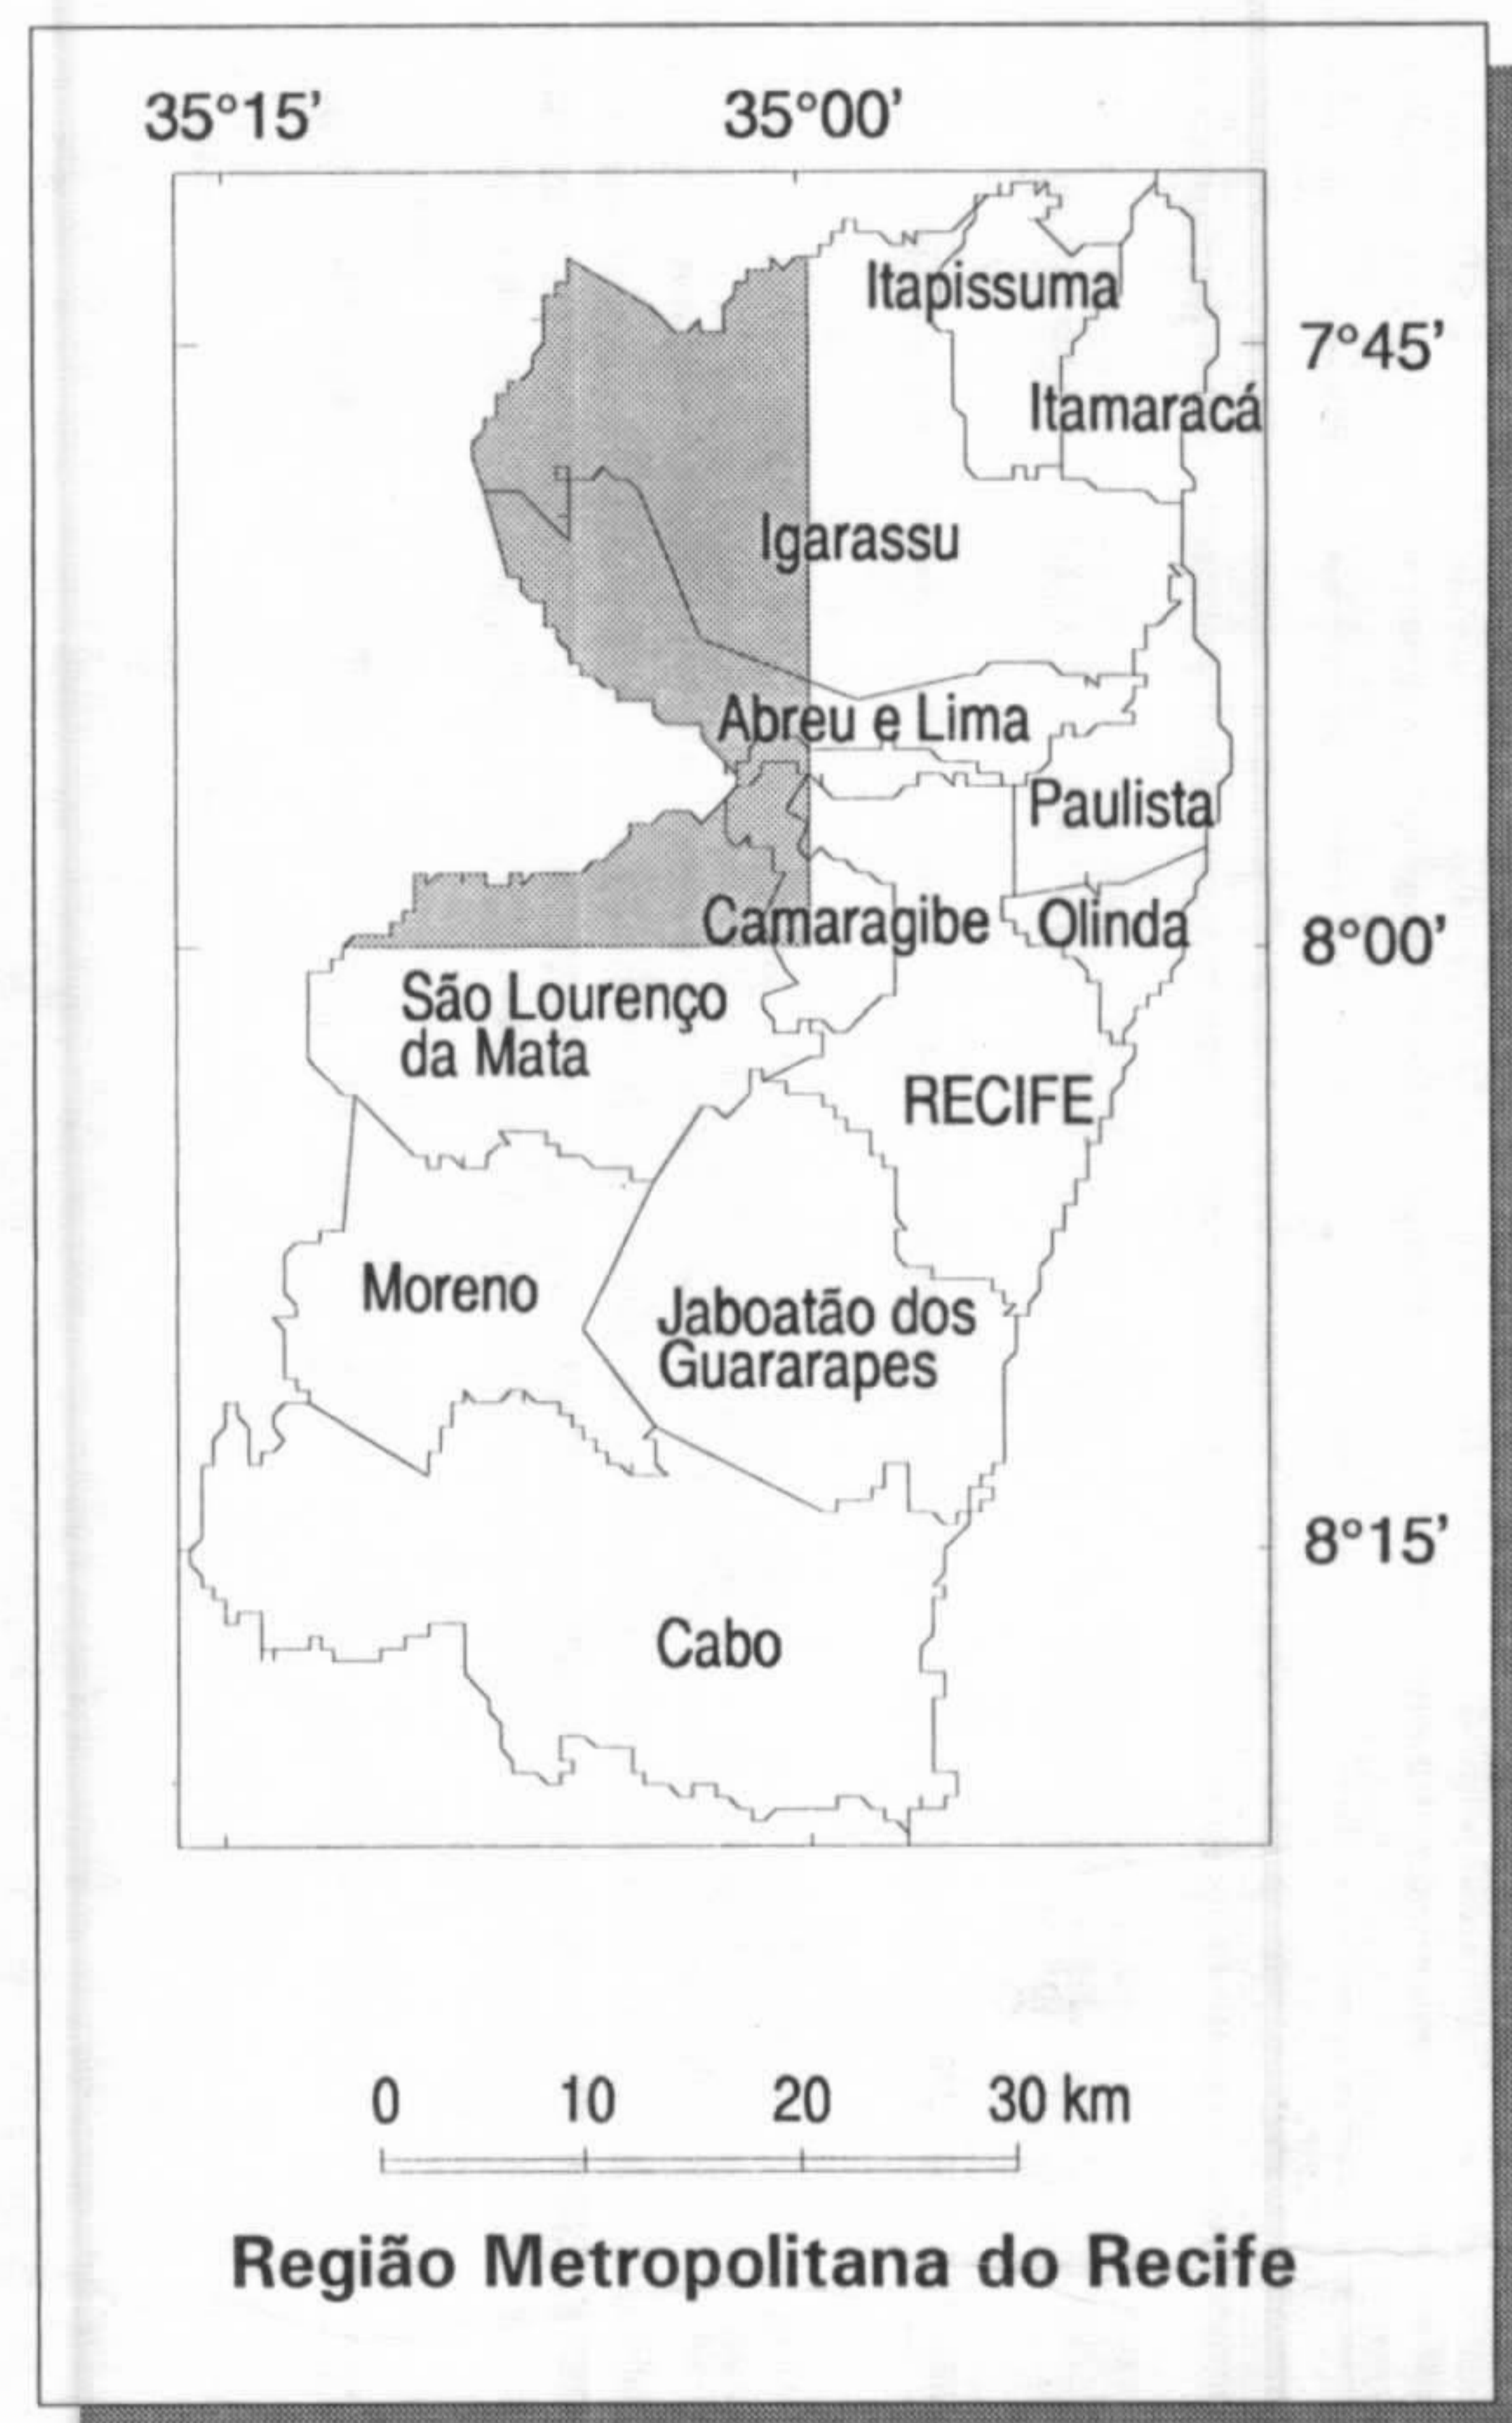 35°15' 35°00'
Itapissuma
7°45'
Itamaracá
Igarassu
Abreu e Lima
Paulista
Camaragibe Olinda 8°00'
São Lourenço
da Mata
RECIFE
Moreno
Jaboatão dos
Guararapes
8°15'
Cabo
0 10 20 30 km
Região Metropolitana do Recife